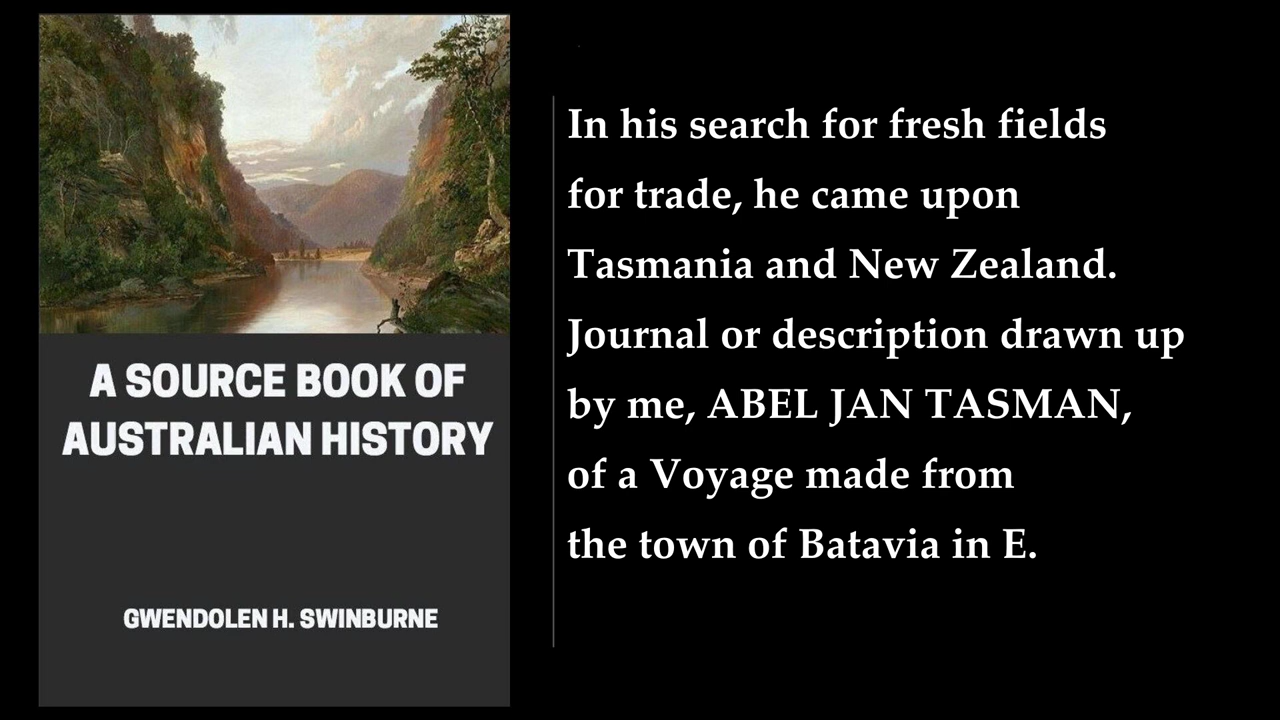 A SOURCE BOOK OF
AUSTRALIAN HISTORY
GWENDOLEN H. SWINBURNE
In his search for fresh fields
for trade, he came upon
Tasmania and New Zealand.
Journal or description drawn up
by me, ABEL JAN TASMAN,
of a Voyage made from
the town of Batavia in E.